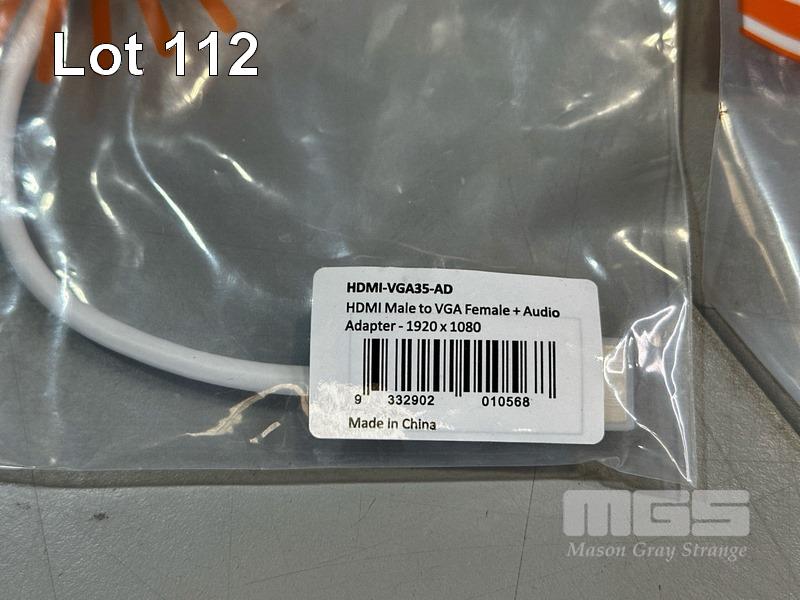 Lot 112
HDMI-VGA35-AD
HDMI Male to VGA Female + Audio
Adapter - 1920 x 1080
9 332902 010568
Made in China
MGS
Mason Gray Strange